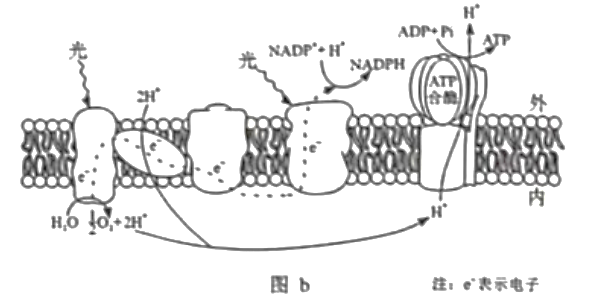 H⁺
ADP+Pi
ATP
NADP⁺+H⁺
NADPH
光
光
2H⁺
ATP
合酶
外
e⁻
e⁻
e⁻
内
H₂O
½O₂+2H⁺
H⁺
图 b
注：e⁻表示电子